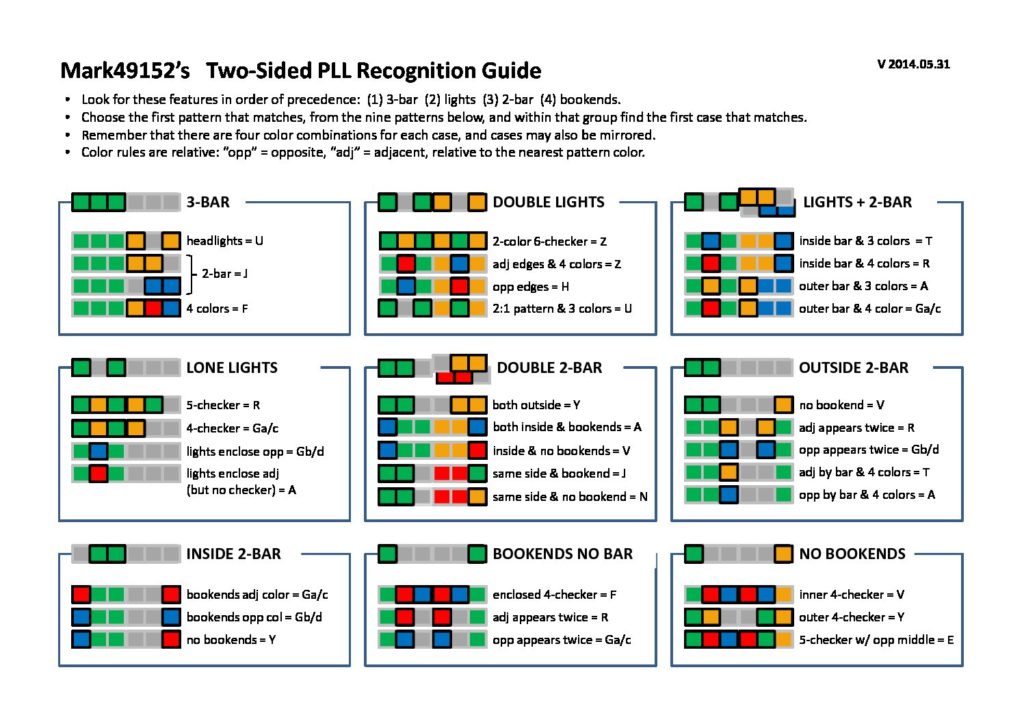 Mark49152's Two-Sided PLL Recognition Guide
V 2014.05.31
• Look for these features in order of precedence: (1) 3-bar (2) lights (3) 2-bar (4) bookends.
• Choose the first pattern that matches, from the nine patterns below, and within that group find the first case that matches.
• Remember that there are four color combinations for each case, and cases may also be mirrored.
• Color rules are relative: "opp" = opposite, "adj" = adjacent, relative to the nearest pattern color.
3-BAR
headlights = U
2-bar = J
4 colors = F
DOUBLE LIGHTS
2-color 6-checker = Z
adj edges & 4 colors = Z
opp edges = H
2:1 pattern & 3 colors = U
LIGHTS + 2-BAR
inside bar & 3 colors = T
inside bar & 4 colors = R
outer bar & 3 colors = A
outer bar & 4 color = Ga/c
LONE LIGHTS
5-checker = R
4-checker = Ga/c
lights enclose opp = Gb/d
lights enclose adj
(but no checker) = A
DOUBLE 2-BAR
both outside = Y
both inside & bookends = A
inside & no bookends = V
same side & bookend = J
same side & no bookend = N
OUTSIDE 2-BAR
no bookend = V
adj appears twice = R
opp appears twice = Gb/d
adj by bar & 4 colors = T
opp by bar & 4 colors = A
INSIDE 2-BAR
bookends adj color = Ga/c
bookends opp col = Gb/d
no bookends = Y
BOOKENDS NO BAR
enclosed 4-checker = F
adj appears twice = R
opp appears twice = Ga/c
NO BOOKENDS
inner 4-checker = V
outer 4-checker = Y
5-checker w/ opp middle = E